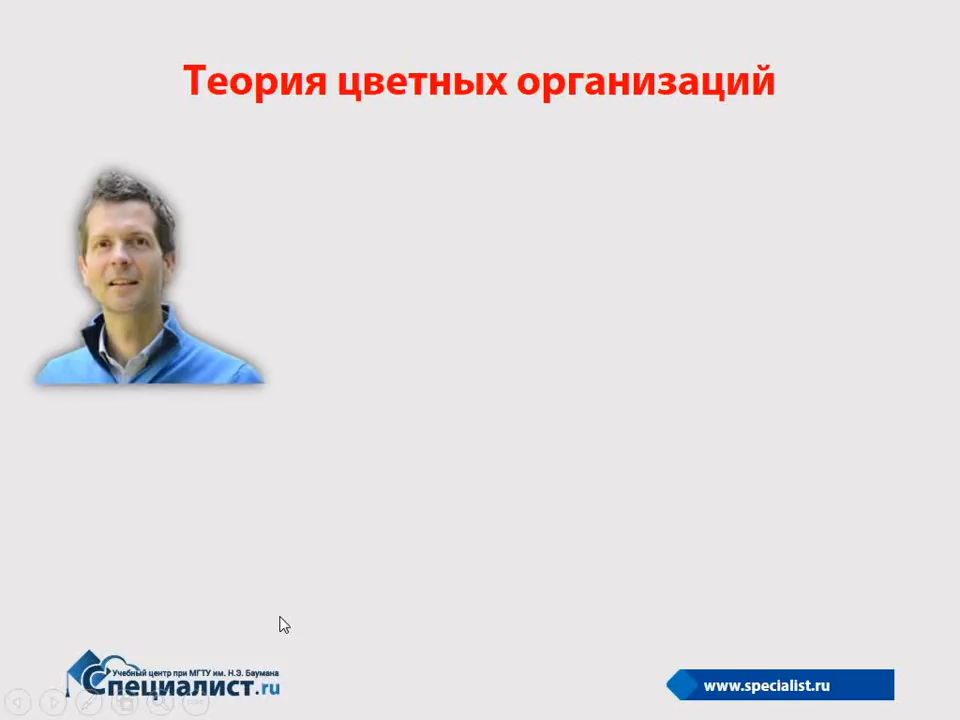 Теория цветных организаций
Учебный центр при МГТУ им. Н.Э. Баумана
Специалист.ru
www.specialist.ru